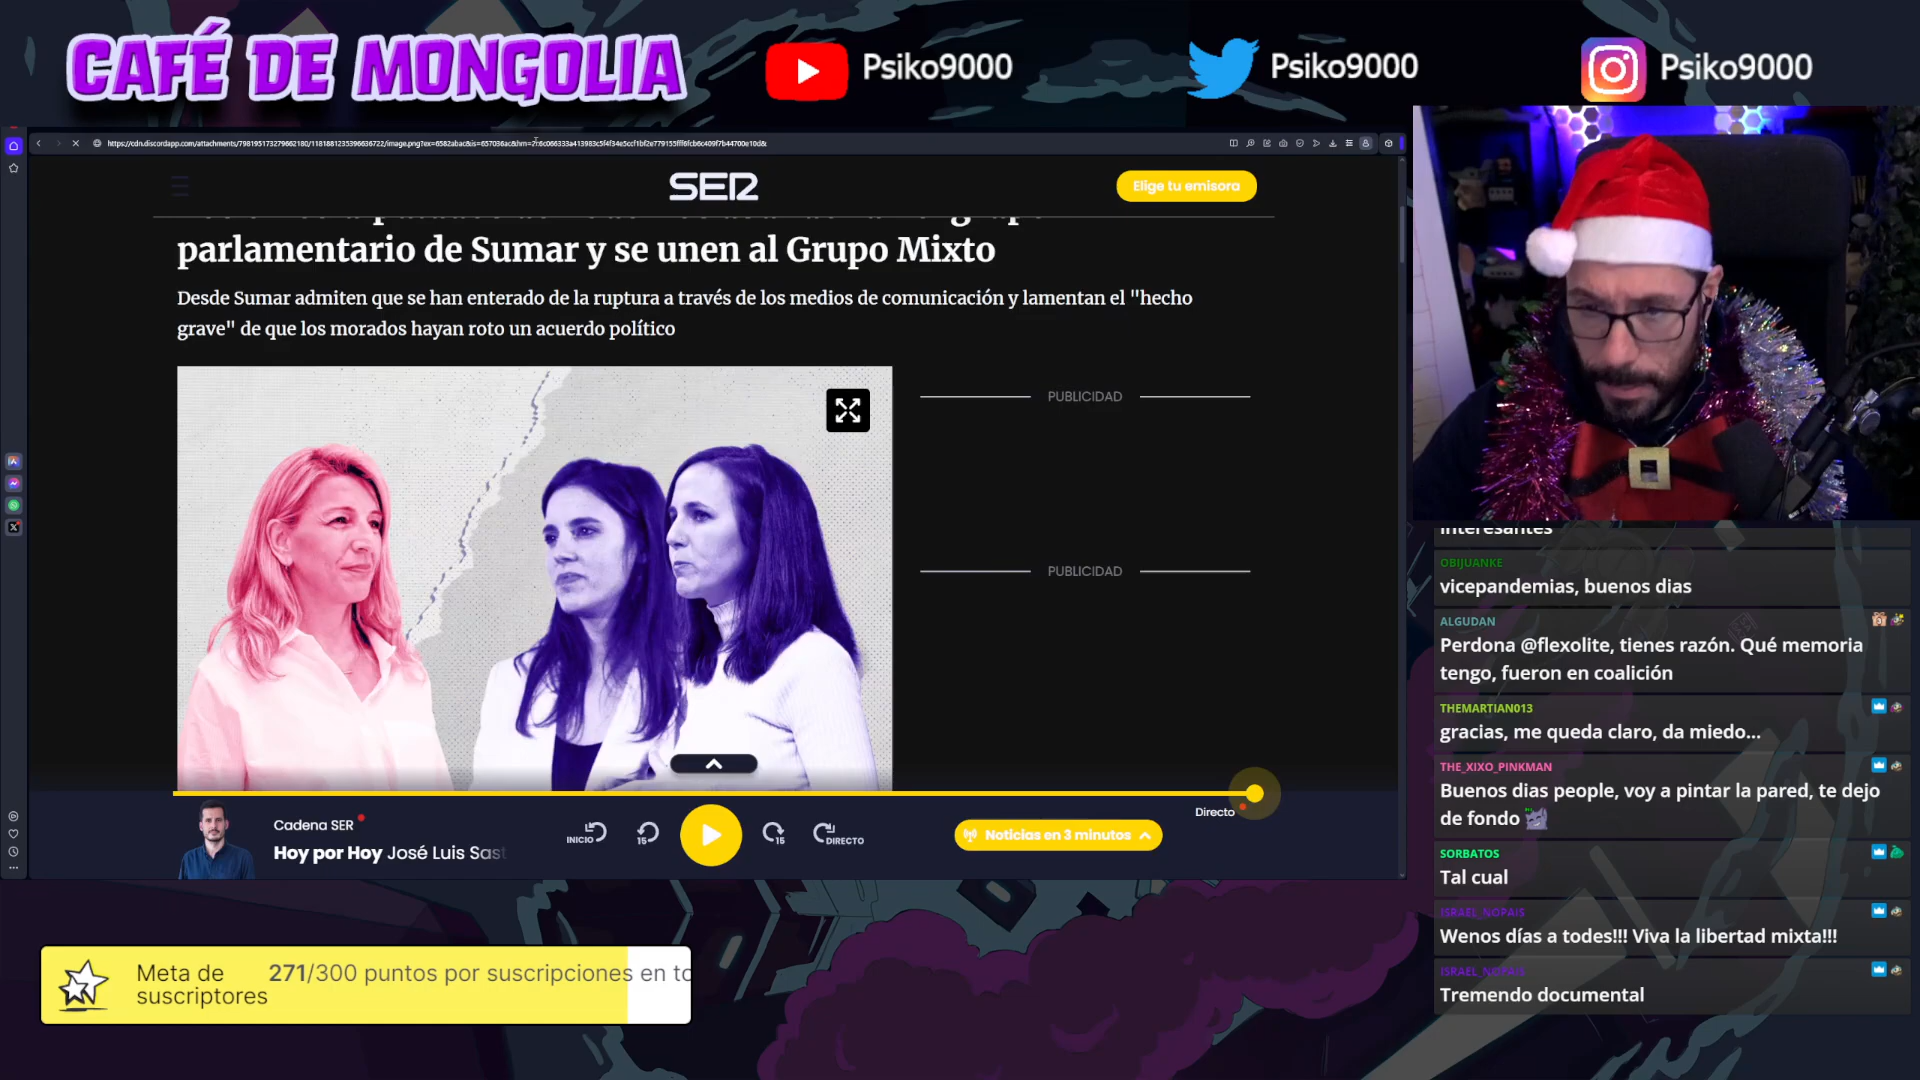 CAFÉ DE MONGOLIA
Psiko9000
Psiko9000
Psiko9000
SER
Elige tu emisora
parlamentario de Sumar y se unen al Grupo Mixto
Desde Sumar admiten que se han enterado de la ruptura a través de los medios de comunicación y lamentan el "hecho
grave" de que los morados hayan roto un acuerdo político
PUBLICIDAD
PUBLICIDAD
Directo
Cadena SER
Hoy por Hoy José Luis Sast
INICIO
15
15
DIRECTO
Noticias en 3 minutos
Meta de
suscriptores
271/300 puntos por suscripciones en to
interesantes
OBIJUANKE
vicepandemias, buenos dias
ALGUDAN
Perdona @flexolite, tienes razón. Qué memoria
tengo, fueron en coalición
THEMARTIAN013
gracias, me queda claro, da miedo...
THE_XIXO_PINKMAN
Buenos dias people, voy a pintar la pared, te dejo
de fondo
SORBATOS
Tal cual
ISRAEL_NOPAIS
Wenos días a todes!!! Viva la libertad mixta!!!
ISRAEL_NOPAIS
Tremendo documental